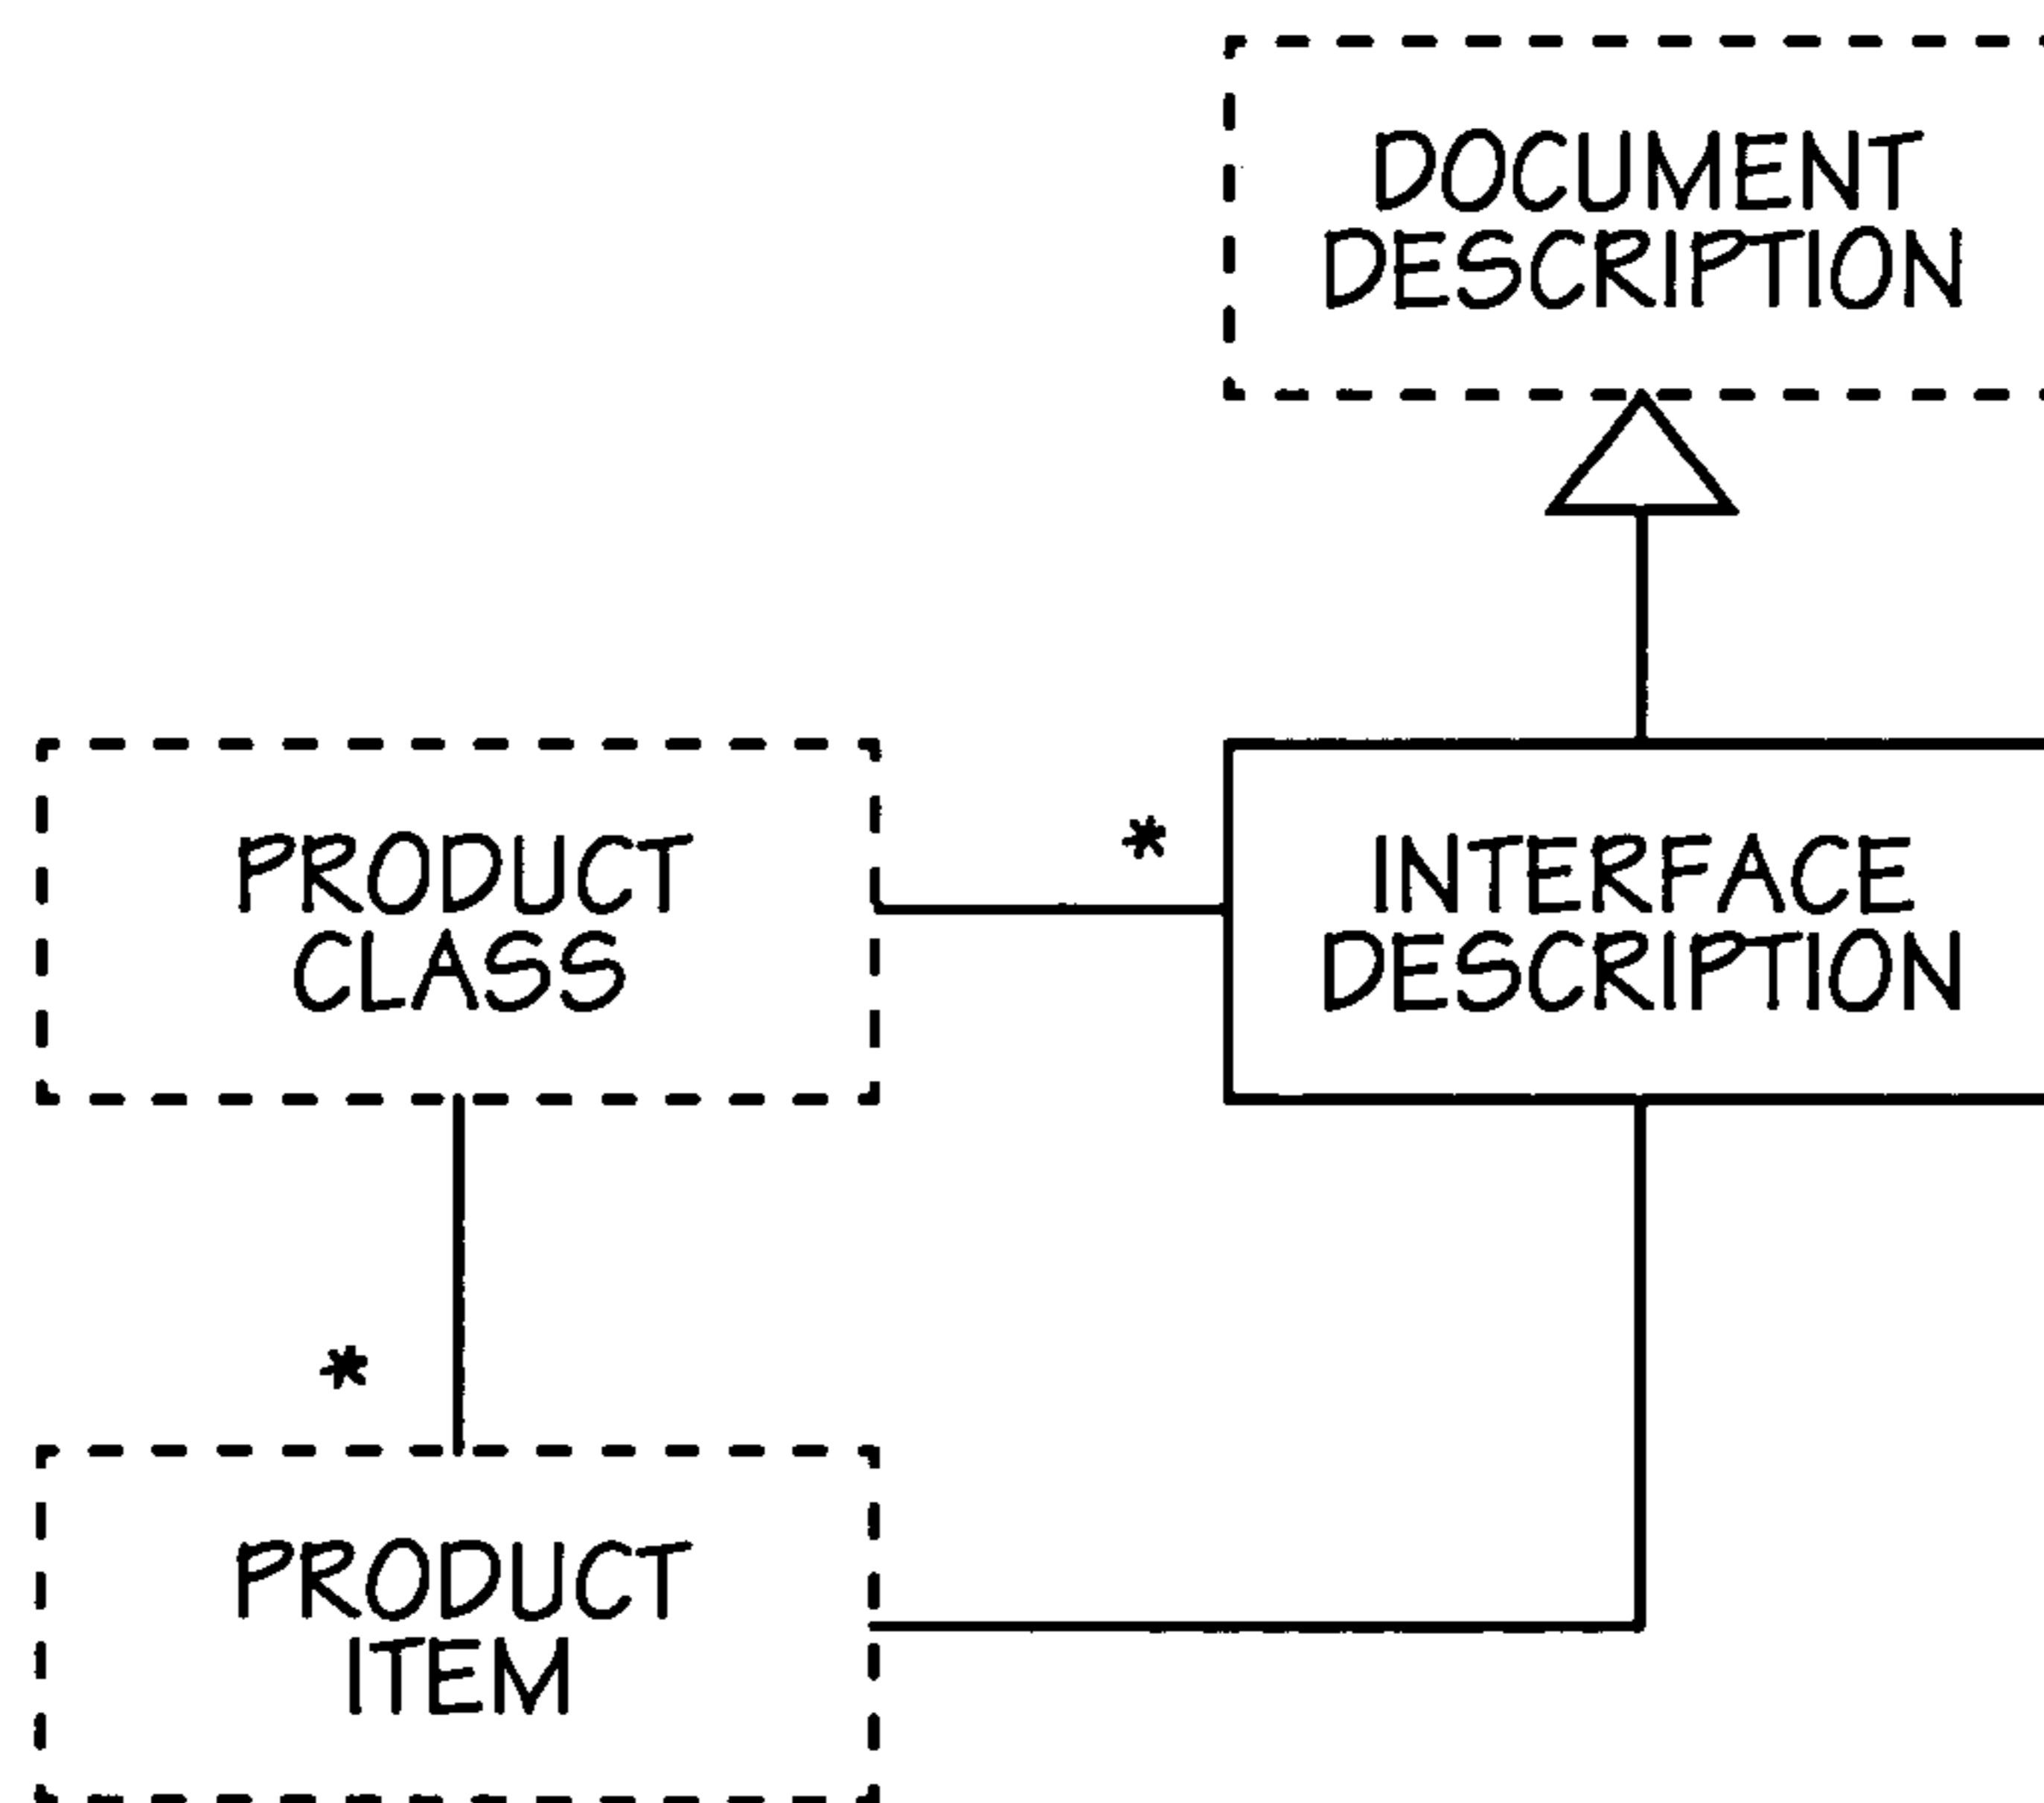 DOCUMENT
DESCRIPTION
PRODUCT
CLASS
*
INTERFACE
DESCRIPTION
*
PRODUCT
ITEM